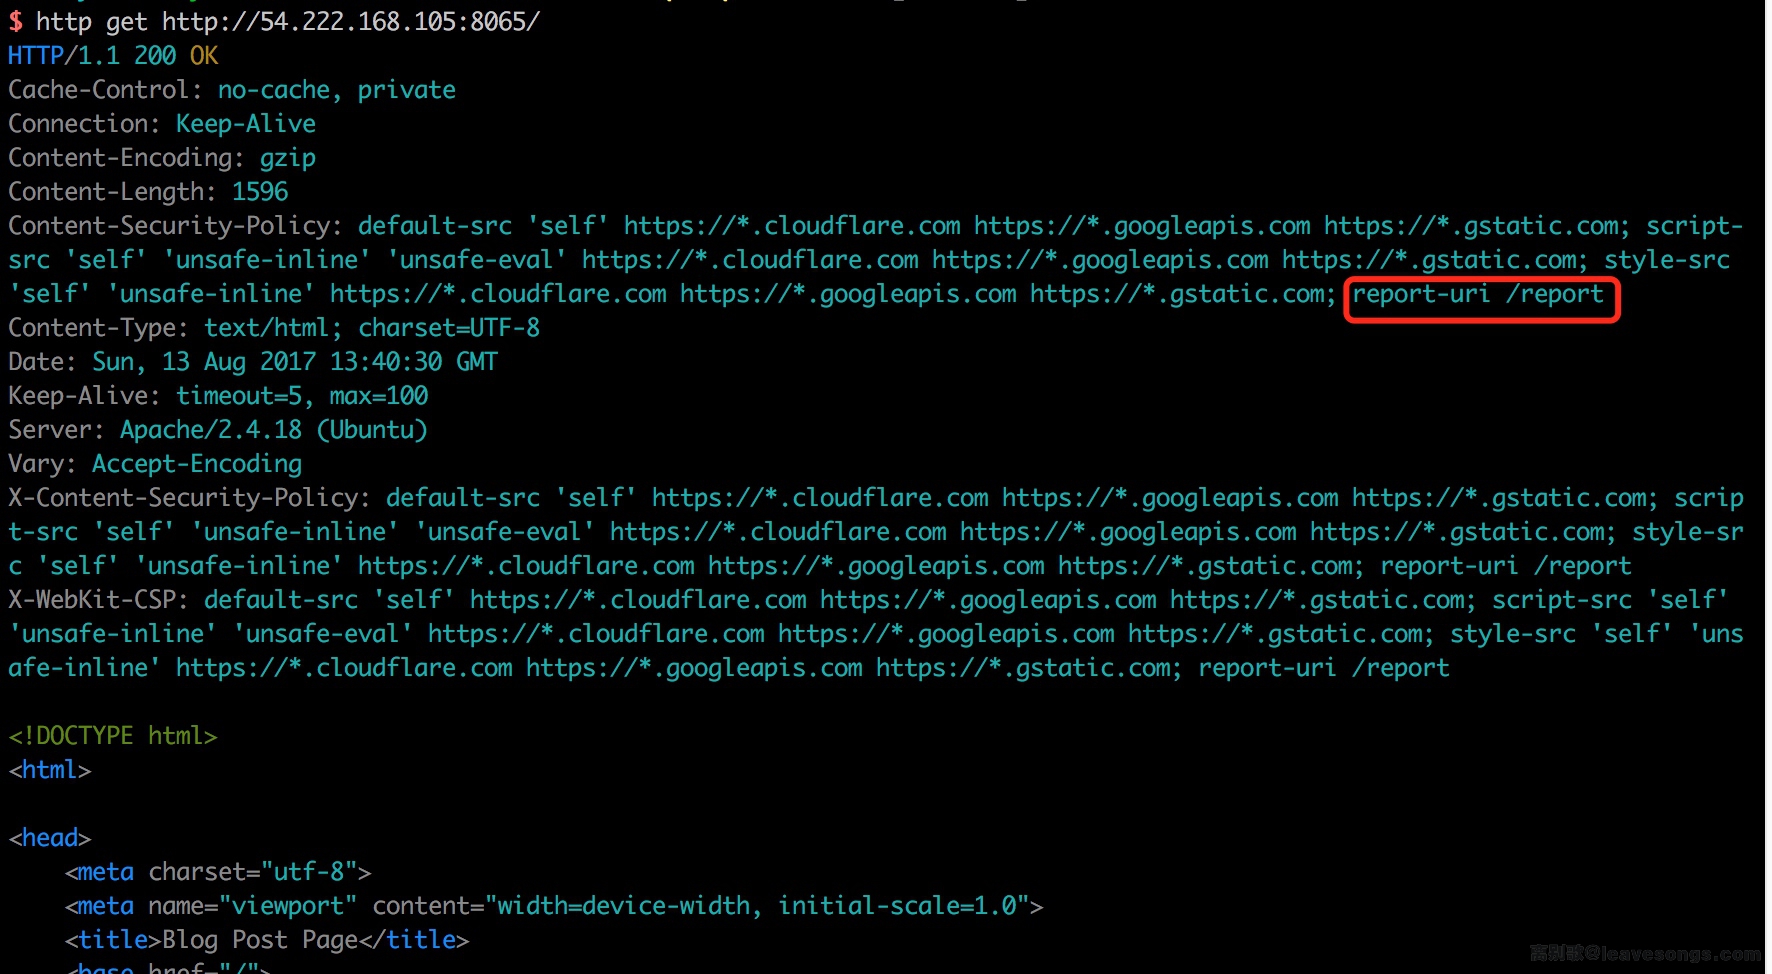 $ http get http://54.222.168.105:8065/
HTTP/1.1 200 OK
Cache-Control: no-cache, private
Connection: Keep-Alive
Content-Encoding: gzip
Content-Length: 1596
Content-Security-Policy: default-src 'self' https://*.cloudflare.com https://*.googleapis.com https://*.gstatic.com; script-
src 'self' 'unsafe-inline' 'unsafe-eval' https://*.cloudflare.com https://*.googleapis.com https://*.gstatic.com; style-src
'self' 'unsafe-inline' https://*.cloudflare.com https://*.googleapis.com https://*.gstatic.com; report-uri /report
Content-Type: text/html; charset=UTF-8
Date: Sun, 13 Aug 2017 13:40:30 GMT
Keep-Alive: timeout=5, max=100
Server: Apache/2.4.18 (Ubuntu)
Vary: Accept-Encoding
X-Content-Security-Policy: default-src 'self' https://*.cloudflare.com https://*.googleapis.com https://*.gstatic.com; scrip
t-src 'self' 'unsafe-inline' 'unsafe-eval' https://*.cloudflare.com https://*.googleapis.com https://*.gstatic.com; style-sr
c 'self' 'unsafe-inline' https://*.cloudflare.com https://*.googleapis.com https://*.gstatic.com; report-uri /report
X-WebKit-CSP: default-src 'self' https://*.cloudflare.com https://*.googleapis.com https://*.gstatic.com; script-src 'self'
'unsafe-inline' 'unsafe-eval' https://*.cloudflare.com https://*.googleapis.com https://*.gstatic.com; style-src 'self' 'uns
afe-inline' https://*.cloudflare.com https://*.googleapis.com https://*.gstatic.com; report-uri /report
<!DOCTYPE html>
<html>
<head>
<meta charset="utf-8">
<meta name="viewport" content="width=device-width, initial-scale=1.0">
<title>Blog Post Page</title>
<base href="/">
离别歌@leavesongs.com